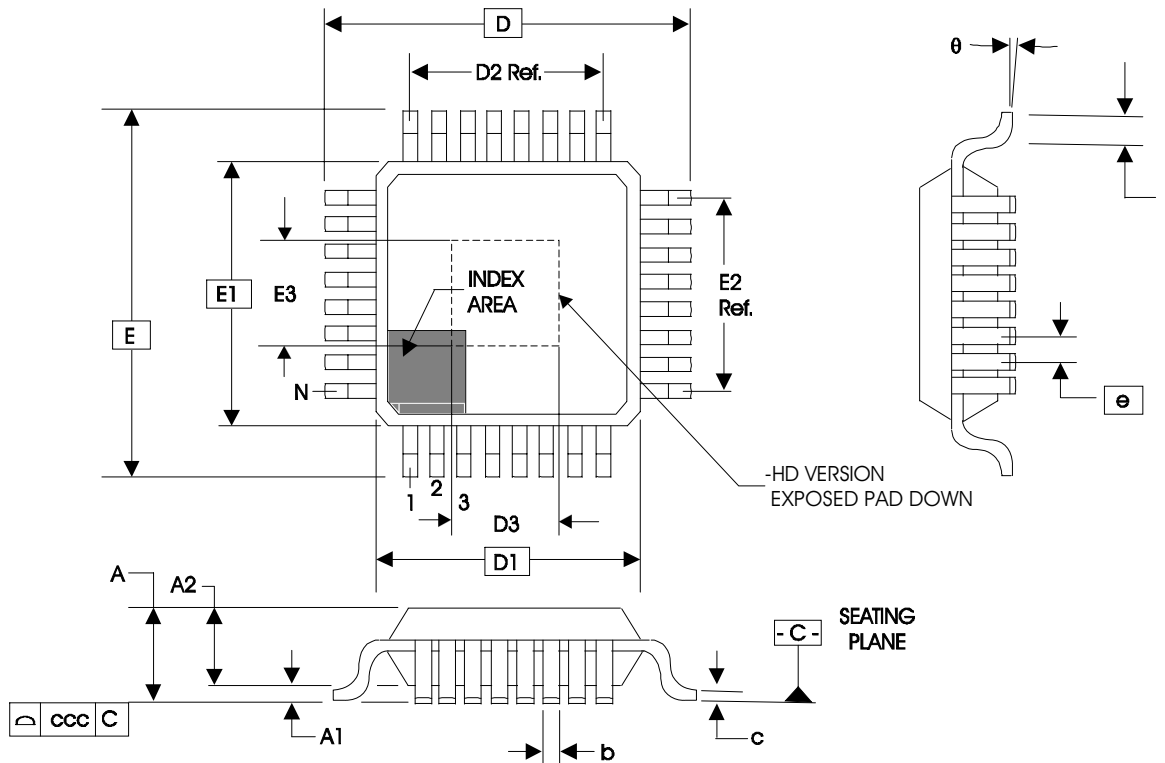 D
θ
D2 Ref.
INDEX
AREA
E1
E3
E2
Ref.
E
N
e
1
2
3
-HD VERSION
EXPOSED PAD DOWN
D3
D1
A
A2
SEATING
PLANE
- C -
ccc
C
A1
b
c